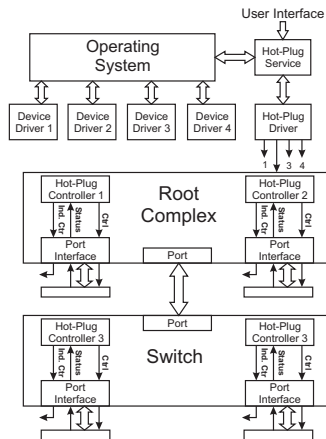 User Interface
Operating
System
Hot-Plug
Service
Device
Driver 1
Device
Driver 2
Device
Driver 3
Device
Driver 4
Hot-Plug
Driver
1 2 3 4
Hot-Plug
Controller 1
Root
Complex
Hot-Plug
Controller 2
Ind. Ctr
Status
Ctrl
Ind. Ctr
Status
Ctrl
Port
Interface
Port
Port
Interface
Port
Hot-Plug
Controller 3
Switch
Hot-Plug
Controller 3
Ind. Ctr
Status
Ctrl
Ind. Ctr
Status
Ctrl
Port
Interface
Port
Interface